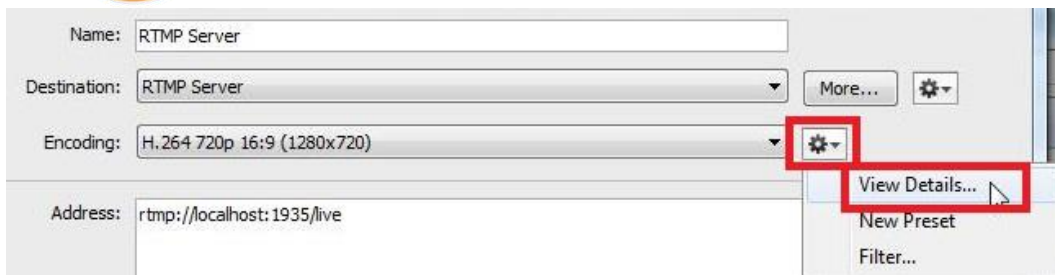 Name: RTMP Server
Destination: RTMP Server More...
Encoding: H.264 720p 16:9 (1280x720)
View Details...
Address: rtmp://localhost:1935/live
New Preset
Filter...